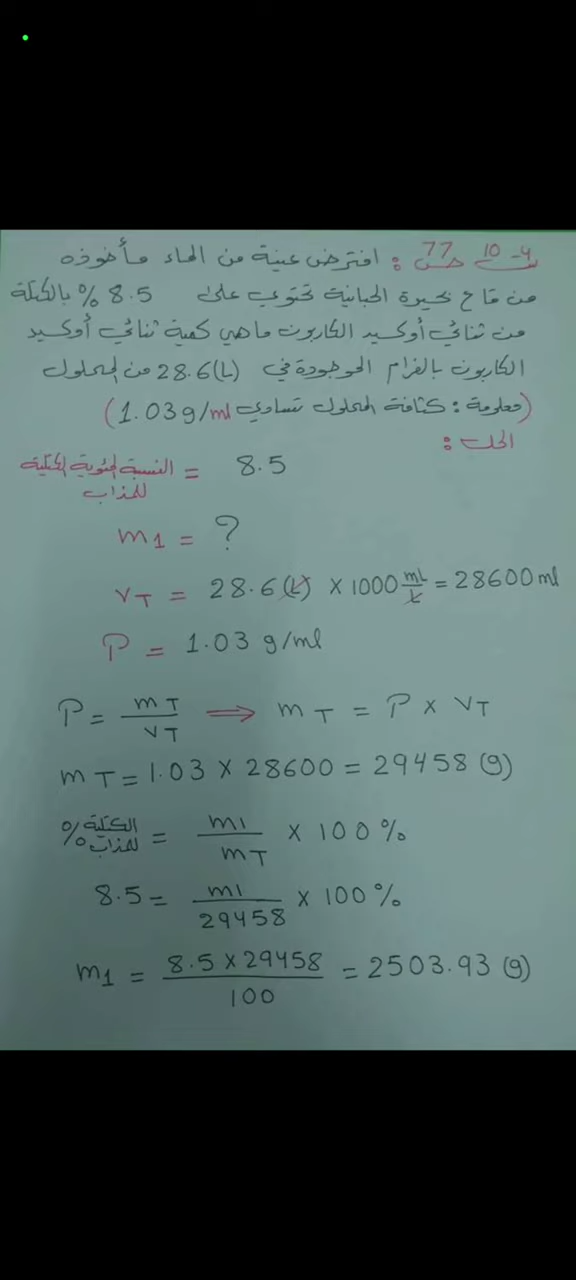 ت 4-10 ص 77 : افترض عينة من الماء مأخوذه
من قاع بحيرة الحبانية تحتوي على 8.5 % بالكتلة
من ثنائي أوكسيد الكاربون ماهي كمية ثنائي أوكسيد
الكاربون بالغرام الموجودة في 28.6(L) من المحلول
(معلومة : كثافة المحلول تساوي 1.03 g/ml)
الحل :
النسبة المئوية الكتلية للمذاب = 8.5
m1 = ?
vT = 28.6(L) × 1000 ml/L = 28600 ml
P = 1.03 g/ml
P = mT/vT ⟹ mT = P × vT
mT = 1.03 × 28600 = 29458 (g)
% الكتلية للمذاب = m1/mT × 100 %
8.5 = m1/29458 × 100 %
m1 = 8.5 × 29458/100 = 2503.93 (g)